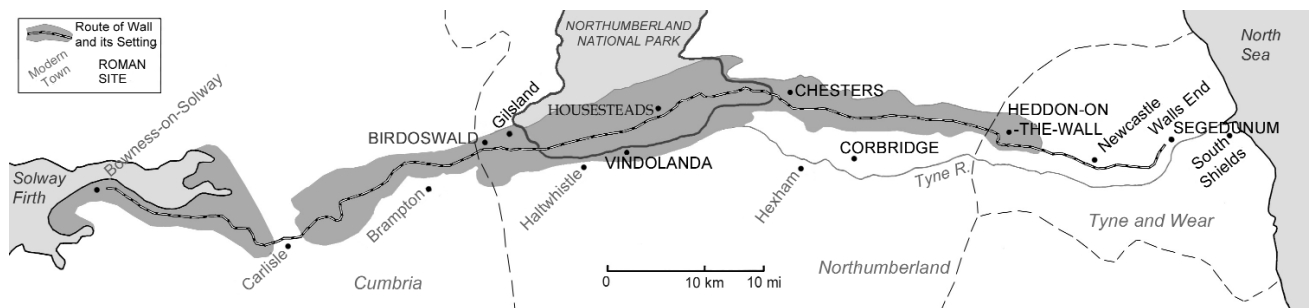 Route of Wall
and its Setting
Modern
Town
ROMAN
SITE
NORTHUMBERLAND
NATIONAL PARK
North
Sea
Solway
Firth
Bowness-on-Solway
Carlisle
Brampton
BIRDOSWALD
Gilsland
HOUSESTEADS
Haltwhistle
VINDOLANDA
CHESTERS
Hexham
CORBRIDGE
Tyne R.
HEDDON-ON
-THE-WALL
Newcastle
Walls End
SEGEDUNUM
South
Shields
Tyne and Wear
Cumbria
Northumberland
0 10 km 10 mi